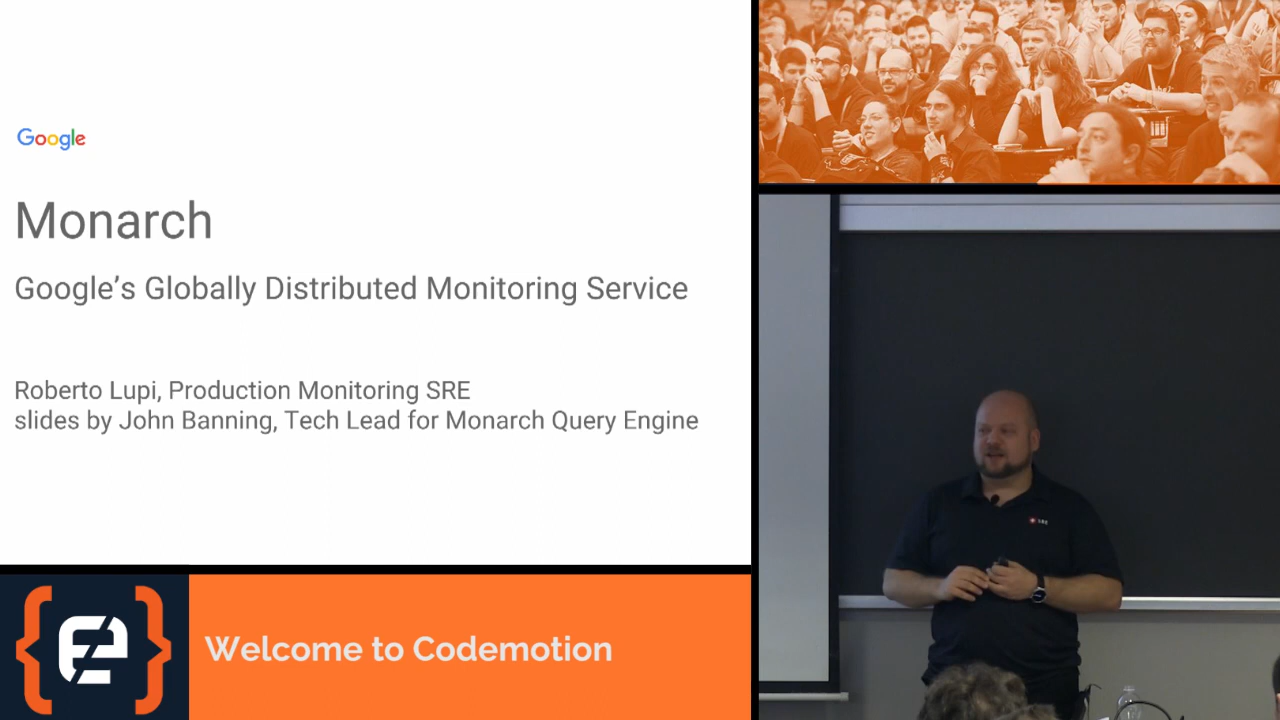 Google
Monarch
Google's Globally Distributed Monitoring Service
Roberto Lupi, Production Monitoring SRE
slides by John Banning, Tech Lead for Monarch Query Engine
Welcome to Codemotion
SRE